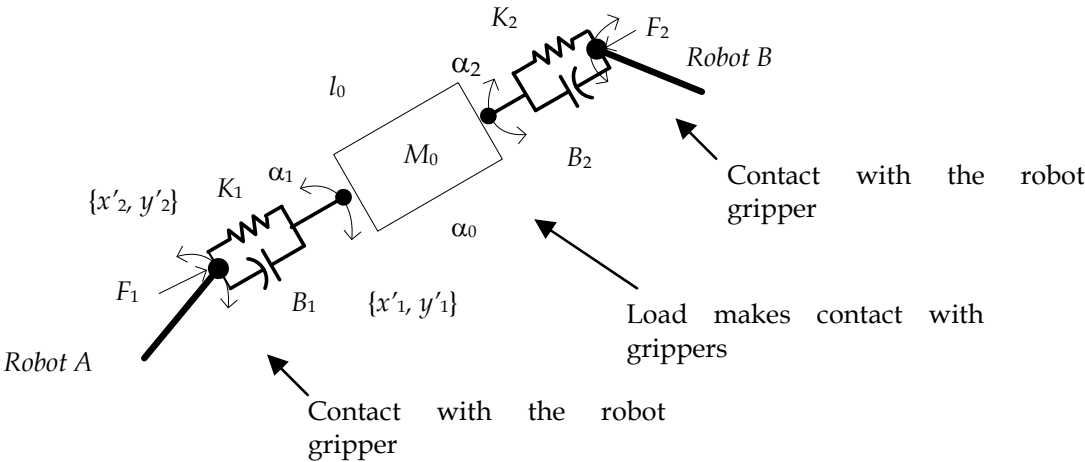 K₂
F₂
Robot B
α₂
l₀
M₀
B₂
Contact with the robot
gripper
α₁
K₁
{x'₂, y'₂}
α₀
F₁
B₁
{x'₁, y'₁}
Load makes contact with
grippers
Robot A
Contact with the robot
gripper